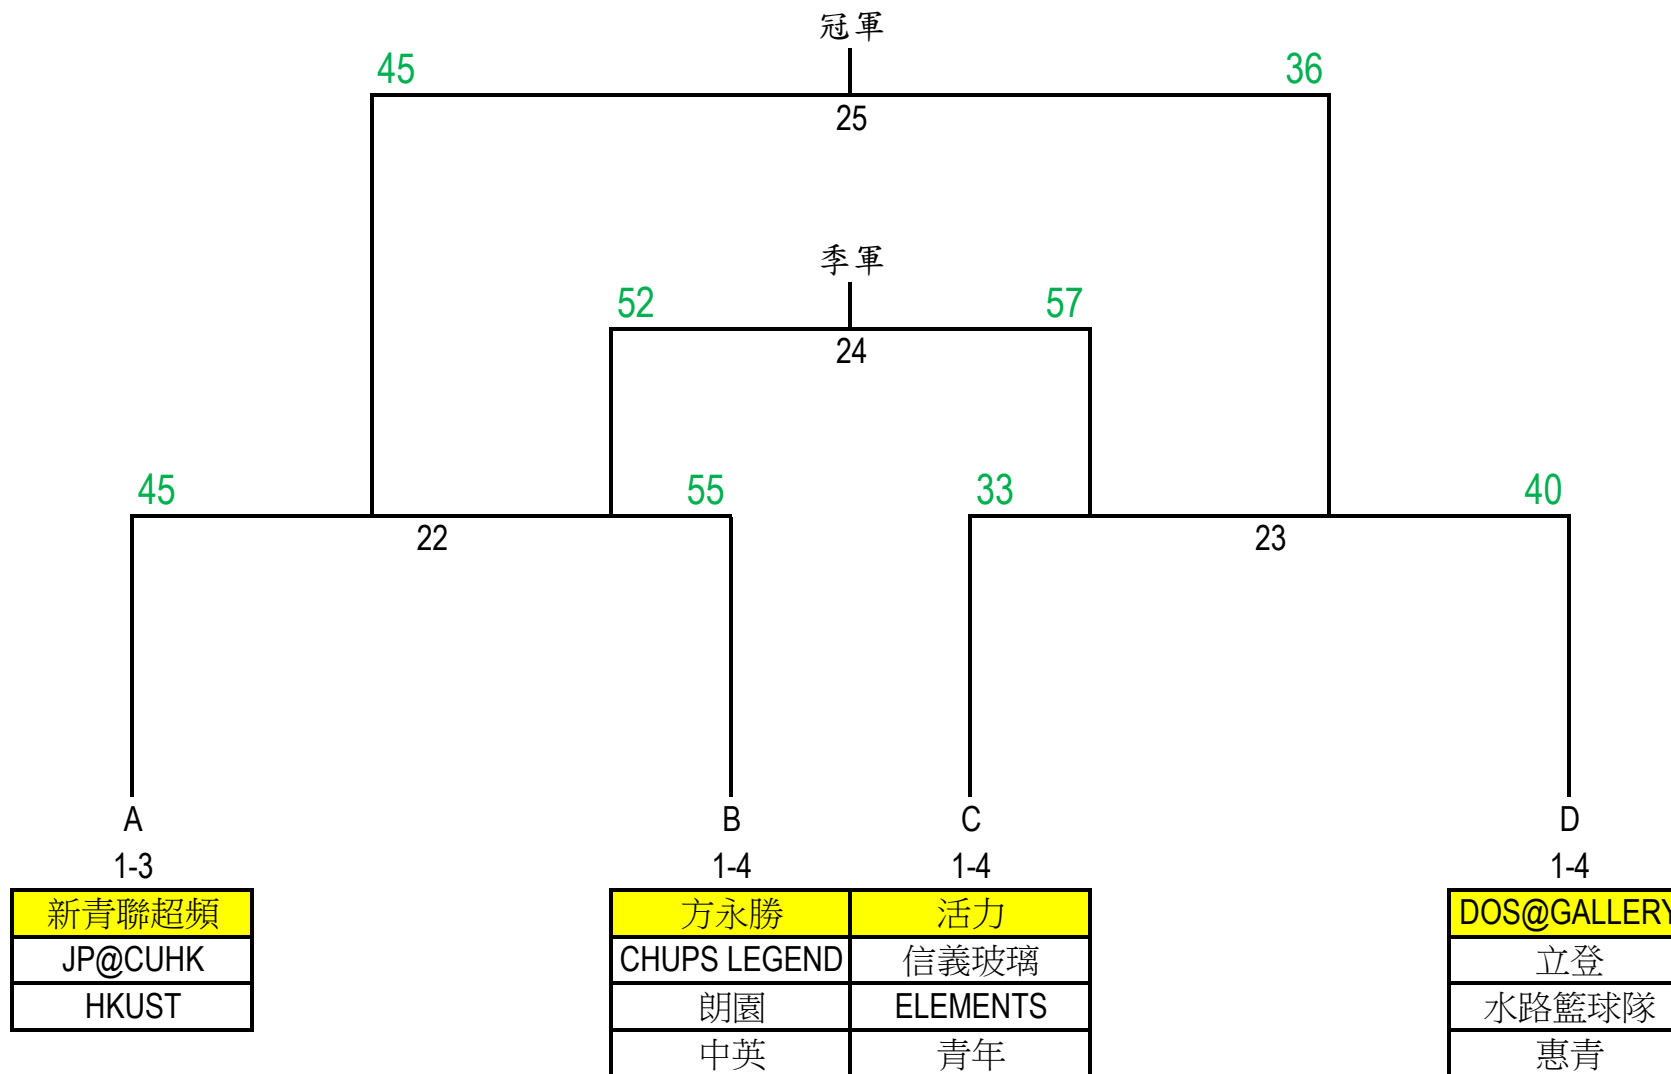 冠軍
45 36
25
季軍
52 57
24
45 55 33 40
22 23
A B C D
1-3 1-4 1-4 1-4
新青聯超頻 方永勝 活力 DOS@GALLERY
JP@CUHK CHUPS LEGEND 信義玻璃 立登
HKUST 朗園 ELEMENTS 水路籃球隊
中英 青年 惠青